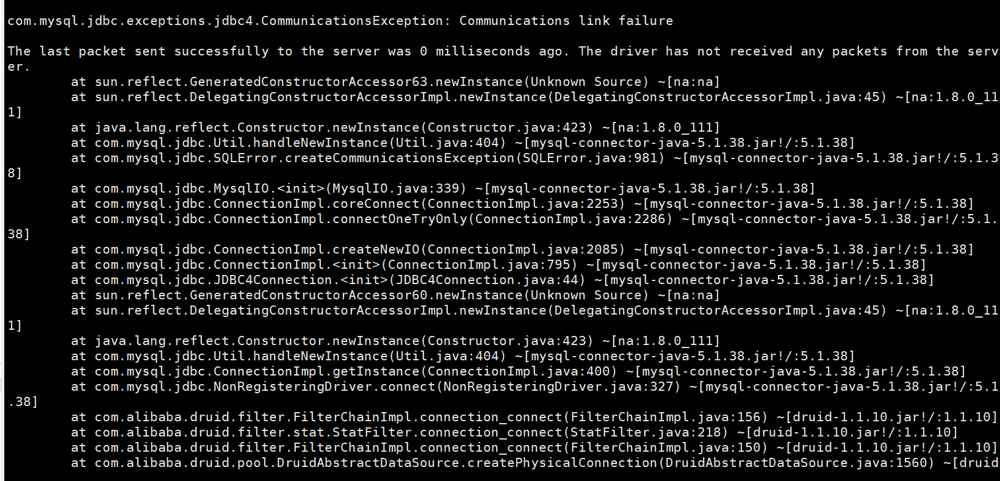 com.mysql.jdbc.exceptions.jdbc4.CommunicationsException: Communications link failure
The last packet sent successfully to the server was 0 milliseconds ago. The driver has not received any packets from the serv
er.
at sun.reflect.GeneratedConstructorAccessor63.newInstance(Unknown Source) ~[na:na]
at sun.reflect.DelegatingConstructorAccessorImpl.newInstance(DelegatingConstructorAccessorImpl.java:45) ~[na:1.8.0_11
1]
at java.lang.reflect.Constructor.newInstance(Constructor.java:423) ~[na:1.8.0_111]
at com.mysql.jdbc.Util.handleNewInstance(Util.java:404) ~[mysql-connector-java-5.1.38.jar!/:5.1.38]
at com.mysql.jdbc.SQLError.createCommunicationsException(SQLError.java:981) ~[mysql-connector-java-5.1.38.jar!/:5.1.3
8]
at com.mysql.jdbc.MysqlIO.<init>(MysqlIO.java:339) ~[mysql-connector-java-5.1.38.jar!/:5.1.38]
at com.mysql.jdbc.ConnectionImpl.coreConnect(ConnectionImpl.java:2253) ~[mysql-connector-java-5.1.38.jar!/:5.1.38]
at com.mysql.jdbc.ConnectionImpl.connectOneTryOnly(ConnectionImpl.java:2286) ~[mysql-connector-java-5.1.38.jar!/:5.1.
38]
at com.mysql.jdbc.ConnectionImpl.createNewIO(ConnectionImpl.java:2085) ~[mysql-connector-java-5.1.38.jar!/:5.1.38]
at com.mysql.jdbc.ConnectionImpl.<init>(ConnectionImpl.java:795) ~[mysql-connector-java-5.1.38.jar!/:5.1.38]
at com.mysql.jdbc.JDBC4Connection.<init>(JDBC4Connection.java:44) ~[mysql-connector-java-5.1.38.jar!/:5.1.38]
at sun.reflect.GeneratedConstructorAccessor60.newInstance(Unknown Source) ~[na:na]
at sun.reflect.DelegatingConstructorAccessorImpl.newInstance(DelegatingConstructorAccessorImpl.java:45) ~[na:1.8.0_11
1]
at java.lang.reflect.Constructor.newInstance(Constructor.java:423) ~[na:1.8.0_111]
at com.mysql.jdbc.Util.handleNewInstance(Util.java:404) ~[mysql-connector-java-5.1.38.jar!/:5.1.38]
at com.mysql.jdbc.ConnectionImpl.getInstance(ConnectionImpl.java:400) ~[mysql-connector-java-5.1.38.jar!/:5.1.38]
at com.mysql.jdbc.NonRegisteringDriver.connect(NonRegisteringDriver.java:327) ~[mysql-connector-java-5.1.38.jar!/:5.1
.38]
at com.alibaba.druid.filter.FilterChainImpl.connection_connect(FilterChainImpl.java:156) ~[druid-1.1.10.jar!/:1.1.10]
at com.alibaba.druid.filter.stat.StatFilter.connection_connect(StatFilter.java:218) ~[druid-1.1.10.jar!/:1.1.10]
at com.alibaba.druid.filter.FilterChainImpl.connection_connect(FilterChainImpl.java:150) ~[druid-1.1.10.jar!/:1.1.10]
at com.alibaba.druid.pool.DruidAbstractDataSource.createPhysicalConnection(DruidAbstractDataSource.java:1560) ~[druid